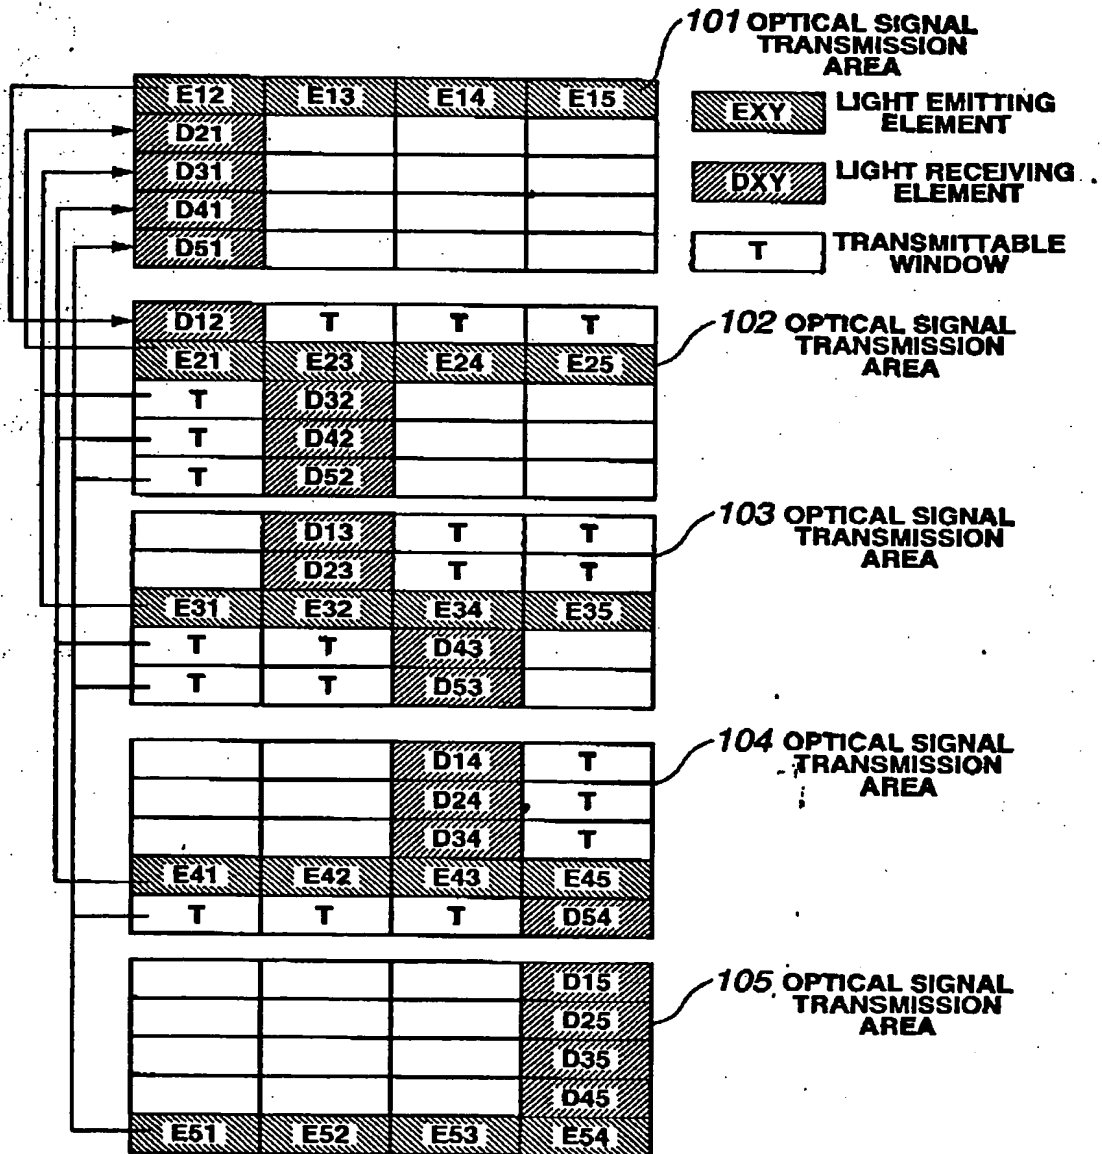 101 OPTICAL SIGNAL
TRANSMISSION
AREA
E12 E13 E14 E15
EXY LIGHT EMITTING
ELEMENT
D21
D31
DXY LIGHT RECEIVING
ELEMENT
D41
D51
T TRANSMITTABLE
WINDOW
D12 T T T
102 OPTICAL SIGNAL
TRANSMISSION
AREA
E21 E23 E24 E25
T D32
T D42
T D52
D13 T T
103 OPTICAL SIGNAL
TRANSMISSION
AREA
D23 T T
E31 E32 E34 E35
T T D43
T T D53
104 OPTICAL SIGNAL
TRANSMISSION
AREA
D14 T
D24 T
D34 T
E41 E42 E43 E45
T T T D54
D15
105 OPTICAL SIGNAL
TRANSMISSION
AREA
D25
D35
D45
E51 E52 E53 E54